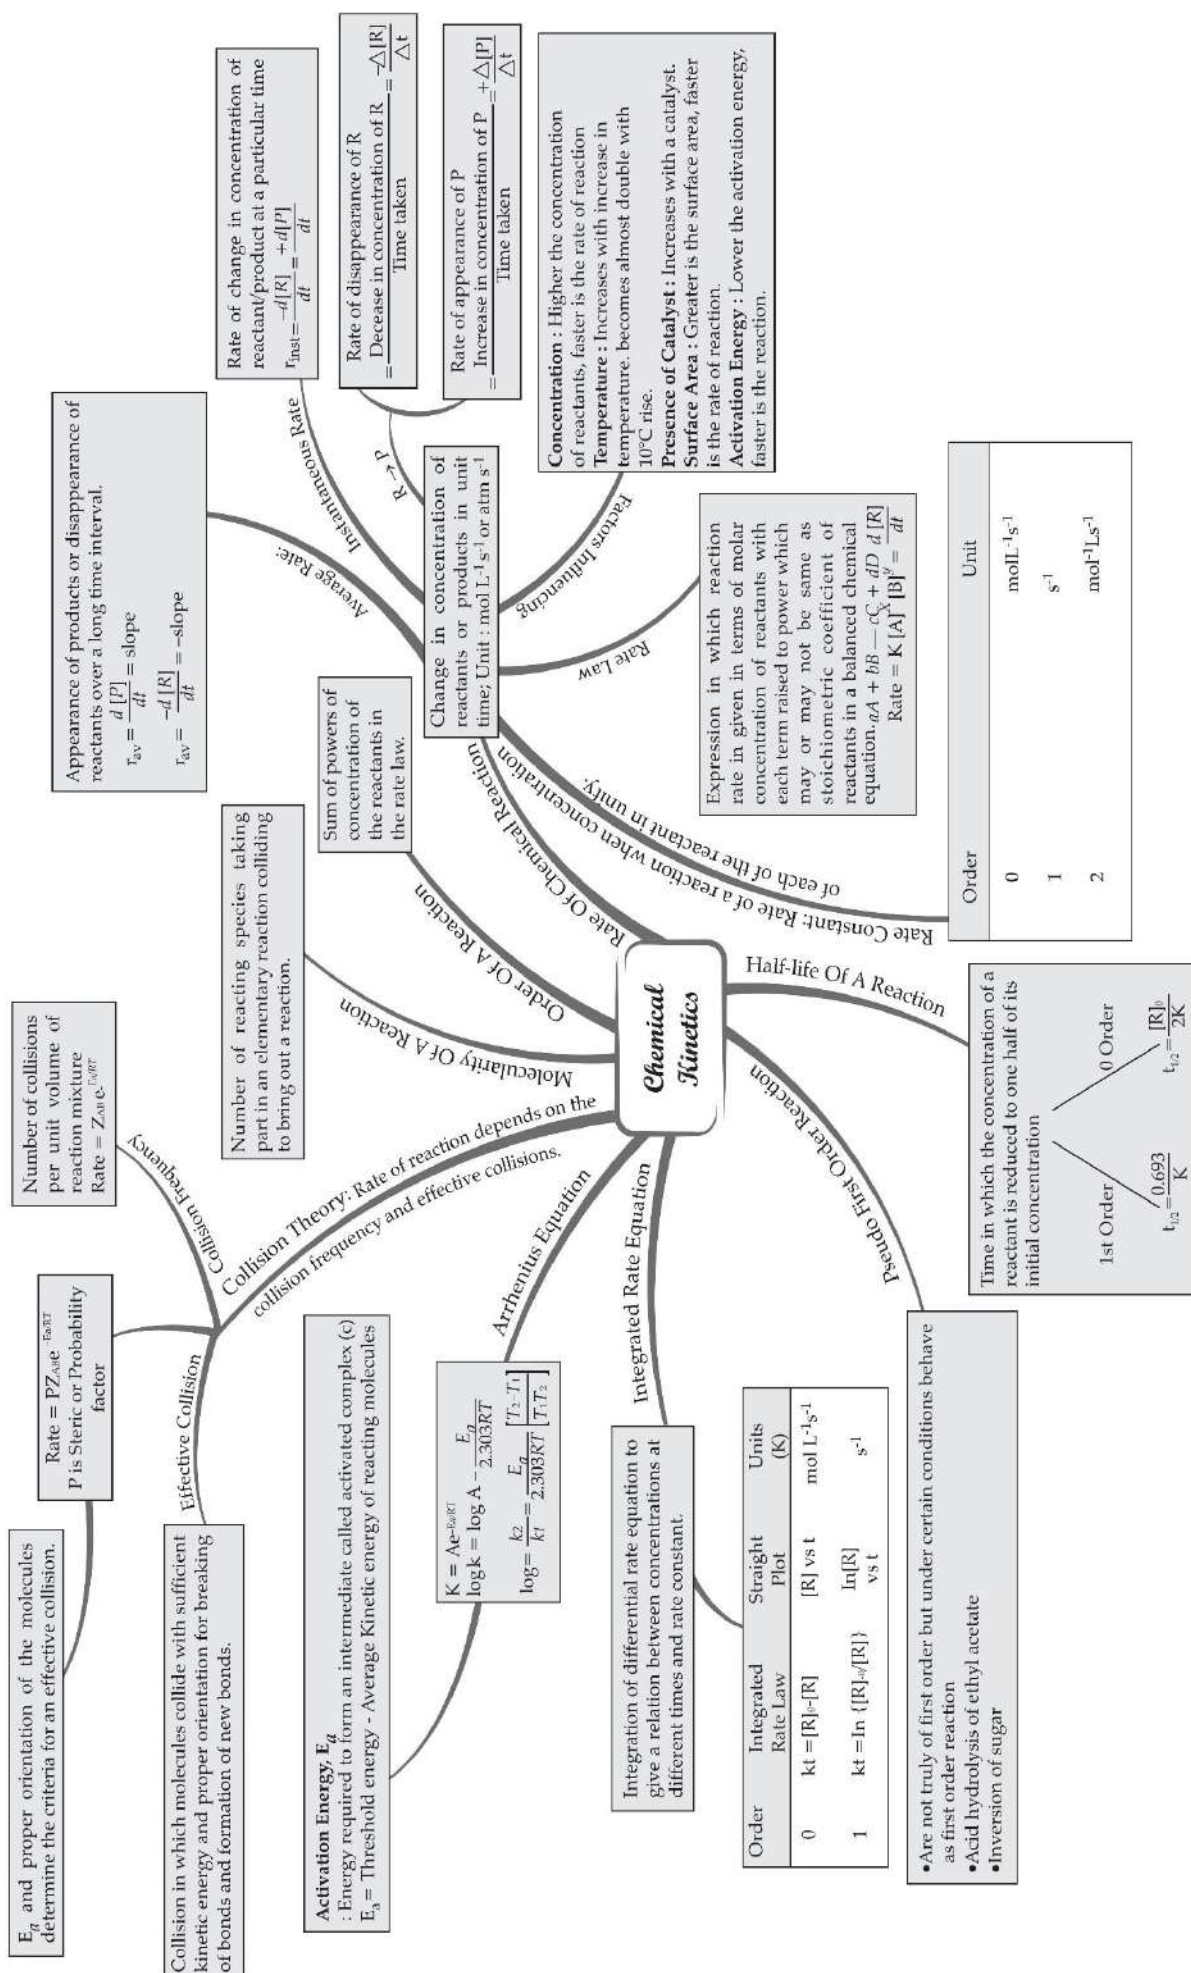 Chemical
Kinetics
Rate Of Chemical Reaction
Change in concentration of
reactants or products in unit
time; Unit : mol L⁻¹s⁻¹ or atm s⁻¹
Average Rate:
Appearance of products or disappearance of
reactants over a long time interval.
r_av = d [P]/dt = slope
r_av = -d [R]/dt = -slope
Instantaneous Rate
Rate of change in concentration of
reactant/product at a particular time
r_inst = -d[R]/dt = +d[P]/dt
R → P
Rate of disappearance of R
= Decease in concentration of R / Time taken = -△[R]/△t
Rate of appearance of P
= Increase in concentration of P / Time taken = +△[P]/△t
Factors Influencing
Concentration : Higher the concentration
of reactants, faster is the rate of reaction
Temperature : Increases with increase in
temperature. becomes almost double with
10°C rise.
Presence of Catalyst : Increases with a catalyst.
Surface Area : Greater is the surface area, faster
is the rate of reaction.
Activation Energy : Lower the activation energy,
faster is the reaction.
Rate Law
Expression in which reaction
rate in given in terms of molar
concentration of reactants with
each term raised to power which
may or may not be same as
stoichiometric coefficient of
reactants in a balanced chemical
equation. aA + bB — cC + dD
Rate = K [A]^x [B]^y = d [R]/dt
Rate Constant: Rate of a reaction when concentration
of each of the reactant in unity.
Order Unit
0 molL⁻¹s⁻¹
1 s⁻¹
2 mol⁻¹Ls⁻¹
Order Of A Reaction
Sum of powers of
concentration of
the reactants in
the rate law.
Molecularity Of A Reaction
Number of reacting species taking
part in an elementary reaction colliding
to bring out a reaction.
Collision Theory: Rate of reaction depends on the
collision frequency and effective collisions.
Collision Frequency
Number of collisions
per unit volume of
reaction mixture
Rate = Z_AB e^-Ea/RT
Rate = PZ_AB e^-Ea/RT
P is Steric or Probability
factor
E_a and proper orientation of the molecules
determine the criteria for an effective collision.
Effective Collision
Collision in which molecules collide with sufficient
kinetic energy and proper orientation for breaking
of bonds and formation of new bonds.
Arrhenius Equation
K = Ae^-Ea/RT
logk = log A - E_a/2.303RT
log = k2/k1 = E_a/2.303RT [T₂-T₁/T₁T₂]
Activation Energy, E_a
: Energy required to form an intermediate called activated complex (c)
E_a = Threshold energy - Average Kinetic energy of reacting molecules
Integrated Rate Equation
Integration of differential rate equation to
give a relation between concentrations at
different times and rate constant.
Order Integrated Rate Law Straight Plot Units (K)
0 kt =[R]₀-[R] [R] vs t mol L⁻¹s⁻¹
1 kt =In {[R]₋₀/[R]} In[R] vs t s⁻¹
Pseudo First Order Reaction
•Are not truly of first order but under certain conditions behave
as first order reaction
•Acid hydrolysis of ethyl acetate
•Inversion of sugar
Half-life Of A Reaction
Time in which the concentration of a
reactant is reduced to one half of its
initial concentration
1st Order 0 Order
t_1/2 = 0.693/K t_1/2 = [R]₀/2K